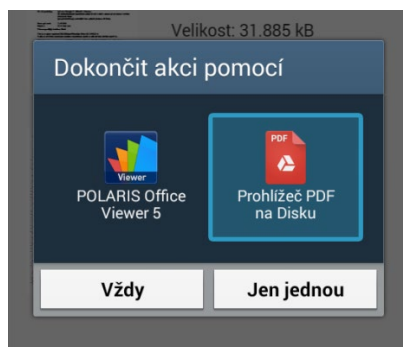 Velikost: 31.885 kB
Dokončit akci pomocí
Viewer
POLARIS Office
Viewer 5
PDF
Prohlížeč PDF
na Disku
Vždy
Jen jednou